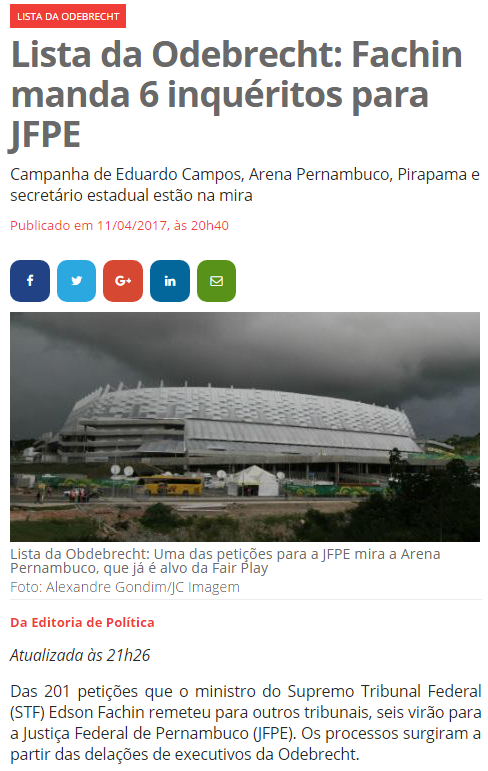 LISTA DA ODEBRECHT
Lista da Odebrecht: Fachin
manda 6 inquéritos para
JFPE
Campanha de Eduardo Campos, Arena Pernambuco, Pirapama e
secretário estadual estão na mira
Publicado em 11/04/2017, às 20h40
Lista da Obdebrecht: Uma das petições para a JFPE mira a Arena
Pernambuco, que já é alvo da Fair Play
Foto: Alexandre Gondim/JC Imagem
Da Editoria de Política
Atualizada às 21h26
Das 201 petições que o ministro do Supremo Tribunal Federal
(STF) Edson Fachin remeteu para outros tribunais, seis virão para
a Justiça Federal de Pernambuco (JFPE). Os processos surgiram a
partir das delações de executivos da Odebrecht.